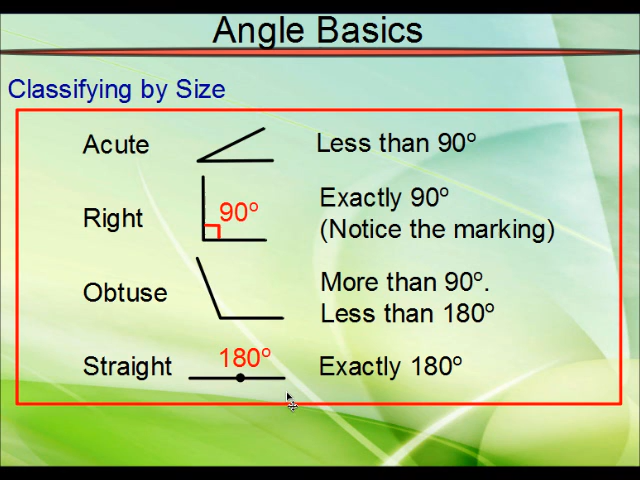 Angle Basics
Classifying by Size
Acute Less than 90º
Right 90º Exactly 90º
(Notice the marking)
Obtuse More than 90º.
Less than 180º
Straight 180º Exactly 180º